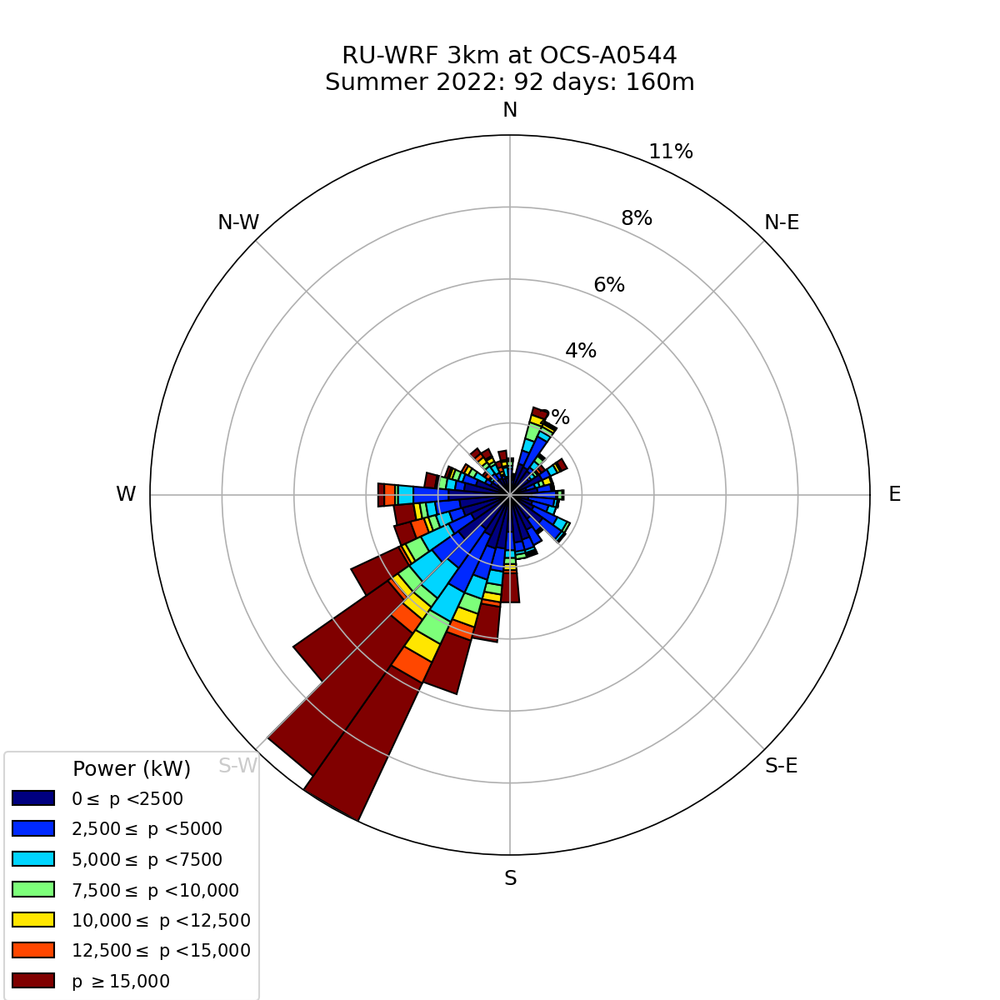 RU-WRF 3km at OCS-A0544
Summer 2022: 92 days: 160m
N
11%
N-W
N-E
8%
6%
4%
%
W
E
S-W
S-E
S
Power (kW)
0≤ p <2500
2,500≤ p <5000
5,000≤ p <7500
7,500≤ p <10,000
10,000≤ p <12,500
12,500≤ p <15,000
p ≥15,000